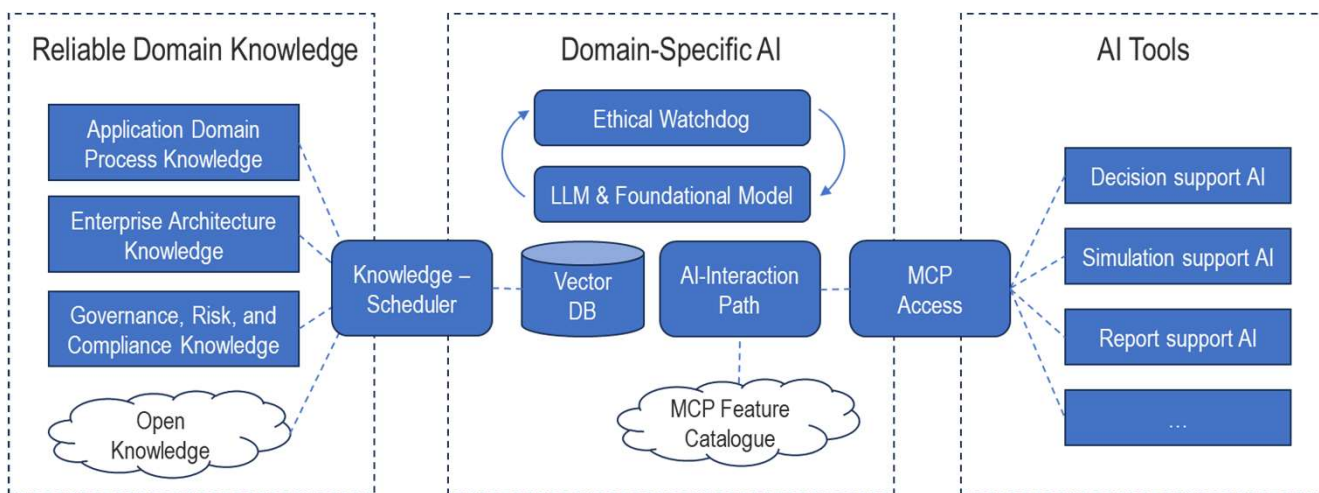 Reliable Domain Knowledge
Application Domain
Process Knowledge
Enterprise Architecture
Knowledge
Governance, Risk, and
Compliance Knowledge
Open
Knowledge
Knowledge –
Scheduler
Domain-Specific AI
Ethical Watchdog
LLM & Foundational Model
Vector
DB
AI-Interaction
Path
MCP Feature
Catalogue
MCP
Access
AI Tools
Decision support AI
Simulation support AI
Report support AI
…